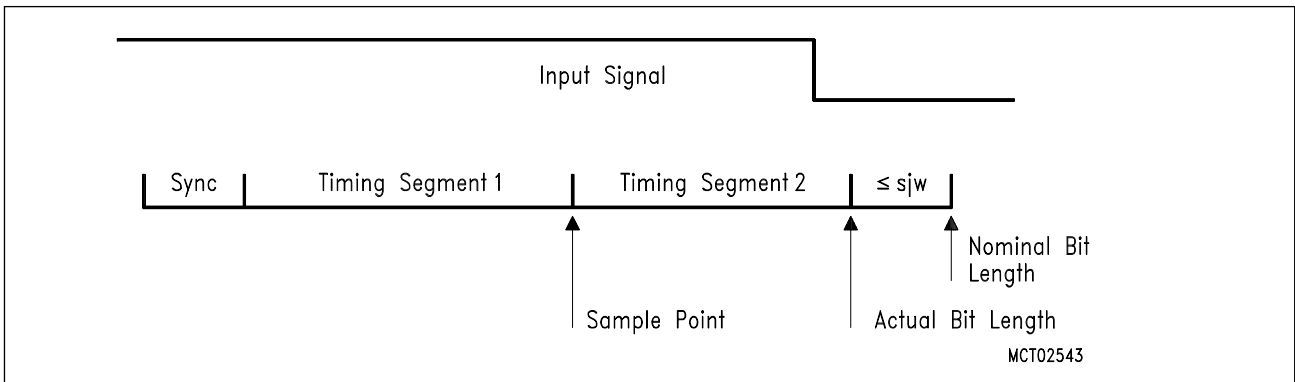 Input Signal
Sync Timing Segment 1 Timing Segment 2 ≤ sjw
Nominal Bit
Length
Sample Point Actual Bit Length
MCT02543